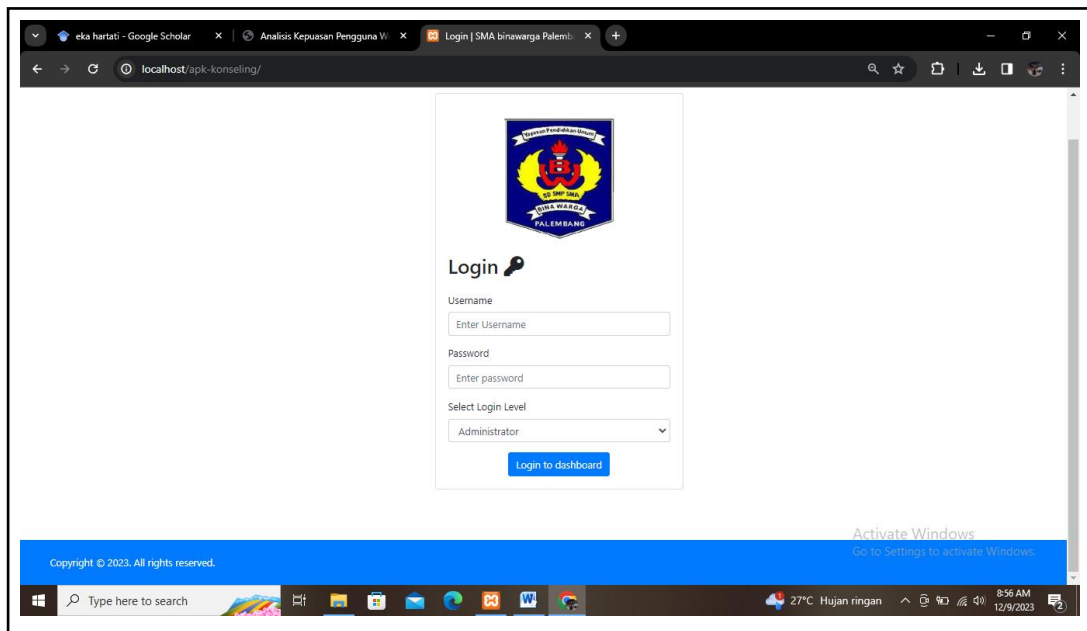 eka hartati - Google Scholar
Analisis Kepuasan Pengguna W
Login | SMA binawarga Palemb
localhost/apk-konseling/
Yayasan Pendidikan Umum
BW
SD SMP SMA
BINA WARGA
PALEMBANG
Login
Username
Enter Username
Password
Enter password
Select Login Level
Administrator
Login to dashboard
Activate Windows
Go to Settings to activate Windows.
Copyright © 2023. All rights reserved.
Type here to search
27°C Hujan ringan
8:56 AM
12/9/2023
2